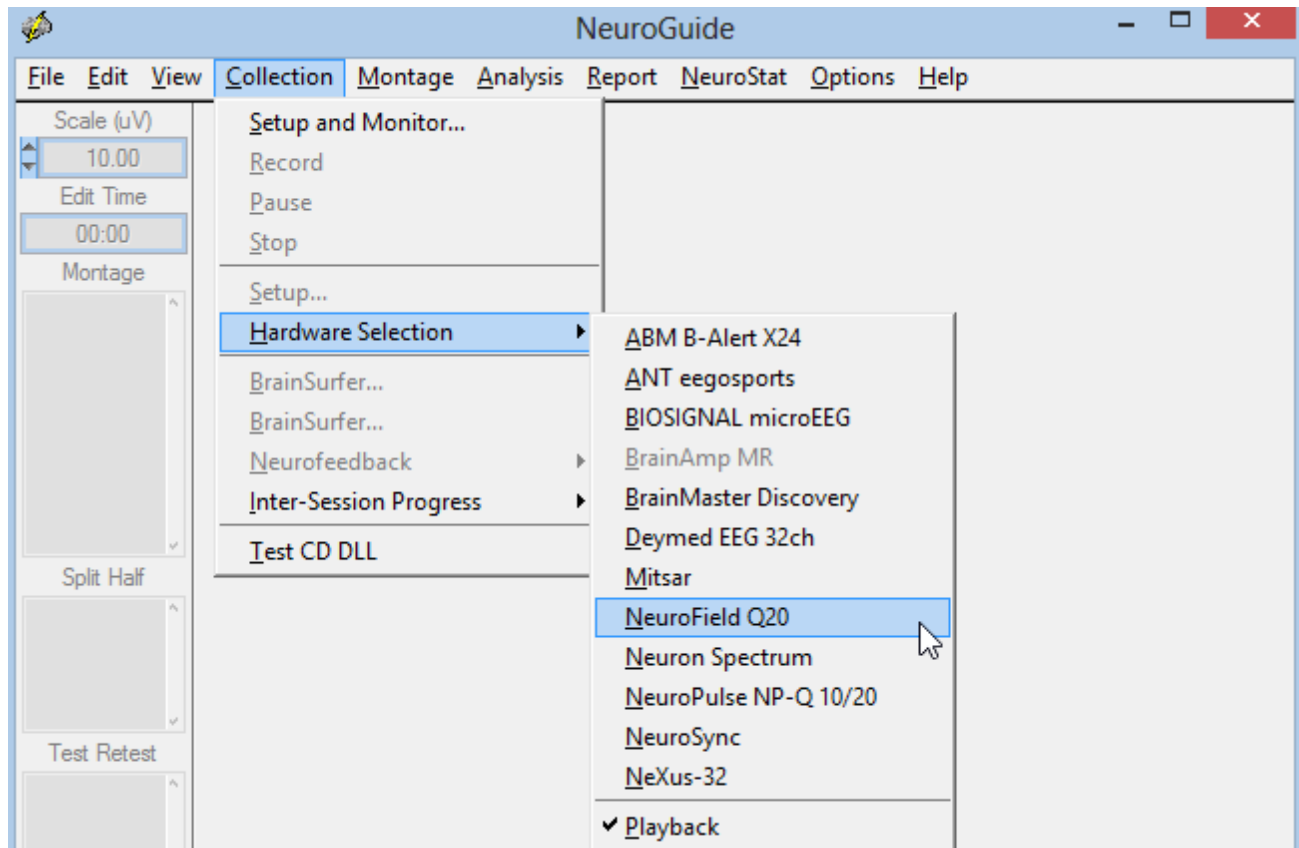 NeuroGuide
File Edit View Collection Montage Analysis Report NeuroStat Options Help
Scale (uV)
10.00
Edit Time
00:00
Montage
Split Half
Test Retest
Setup and Monitor...
Record
Pause
Stop
Setup...
Hardware Selection
BrainSurfer...
BrainSurfer...
Neurofeedback
Inter-Session Progress
Test CD DLL
ABM B-Alert X24
ANT eegosports
BIOSIGNAL microEEG
BrainAmp MR
BrainMaster Discovery
Deymed EEG 32ch
Mitsar
NeuroField Q20
Neuron Spectrum
NeuroPulse NP-Q 10/20
NeuroSync
NeXus-32
Playback